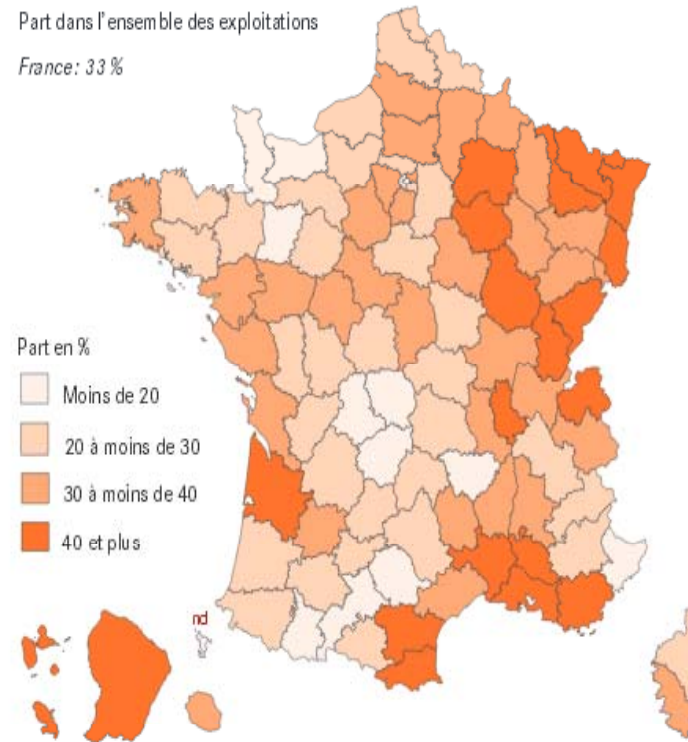 Part dans l'ensemble des exploitations
France: 33 %
Part en %
Moins de 20
20 à moins de 30
30 à moins de 40
40 et plus
nd